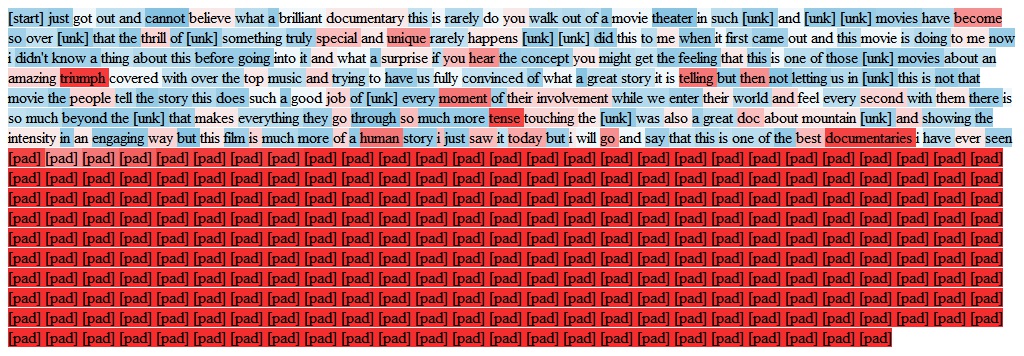 [start] just got out and cannot believe what a brilliant documentary this is rarely do you walk out of a movie theater in such [unk] and [unk] [unk] movies have become
so over [unk] that the thrill of [unk] something truly special and unique rarely happens [unk] [unk] did this to me when it first came out and this movie is doing to me now
i didn't know a thing about this before going into it and what a surprise if you hear the concept you might get the feeling that this is one of those [unk] movies about an
amazing triumph covered with over the top music and trying to have us fully convinced of what a great story it is telling but then not letting us in [unk] this is not that
movie the people tell the story this does such a good job of [unk] every moment of their involvement while we enter their world and feel every second with them there is
so much beyond the [unk] that makes everything they go through so much more tense touching the [unk] was also a great doc about mountain [unk] and showing the
intensity in an engaging way but this film is much more of a human story i just saw it today but i will go and say that this is one of the best documentaries i have ever seen
[pad] [pad] [pad] [pad] [pad] [pad] [pad] [pad] [pad] [pad] [pad] [pad] [pad] [pad] [pad] [pad] [pad] [pad] [pad] [pad] [pad] [pad] [pad] [pad] [pad] [pad] [pad]
[pad] [pad] [pad] [pad] [pad] [pad] [pad] [pad] [pad] [pad] [pad] [pad] [pad] [pad] [pad] [pad] [pad] [pad] [pad] [pad] [pad] [pad] [pad] [pad] [pad] [pad] [pad]
[pad] [pad] [pad] [pad] [pad] [pad] [pad] [pad] [pad] [pad] [pad] [pad] [pad] [pad] [pad] [pad] [pad] [pad] [pad] [pad] [pad] [pad] [pad] [pad] [pad] [pad] [pad]
[pad] [pad] [pad] [pad] [pad] [pad] [pad] [pad] [pad] [pad] [pad] [pad] [pad] [pad] [pad] [pad] [pad] [pad] [pad] [pad] [pad] [pad] [pad] [pad] [pad] [pad] [pad]
[pad] [pad] [pad] [pad] [pad] [pad] [pad] [pad] [pad] [pad] [pad] [pad] [pad] [pad] [pad] [pad] [pad] [pad] [pad] [pad] [pad] [pad] [pad] [pad] [pad] [pad] [pad]
[pad] [pad] [pad] [pad] [pad] [pad] [pad] [pad] [pad] [pad] [pad] [pad] [pad] [pad] [pad] [pad] [pad] [pad] [pad] [pad] [pad] [pad] [pad] [pad] [pad] [pad] [pad]
[pad] [pad] [pad] [pad] [pad] [pad] [pad] [pad] [pad] [pad] [pad] [pad] [pad] [pad] [pad] [pad] [pad] [pad] [pad] [pad] [pad] [pad] [pad] [pad] [pad] [pad] [pad]
[pad] [pad] [pad] [pad] [pad] [pad] [pad] [pad] [pad] [pad] [pad] [pad] [pad] [pad] [pad] [pad] [pad] [pad] [pad] [pad] [pad] [pad] [pad] [pad] [pad] [pad] [pad]
[pad] [pad] [pad] [pad] [pad] [pad] [pad] [pad] [pad] [pad] [pad] [pad] [pad] [pad] [pad] [pad] [pad] [pad] [pad] [pad] [pad] [pad] [pad] [pad] [pad] [pad] [pad]
[pad] [pad] [pad] [pad] [pad] [pad] [pad] [pad] [pad] [pad] [pad] [pad] [pad] [pad] [pad] [pad] [pad] [pad] [pad] [pad] [pad] [pad] [pad] [pad]